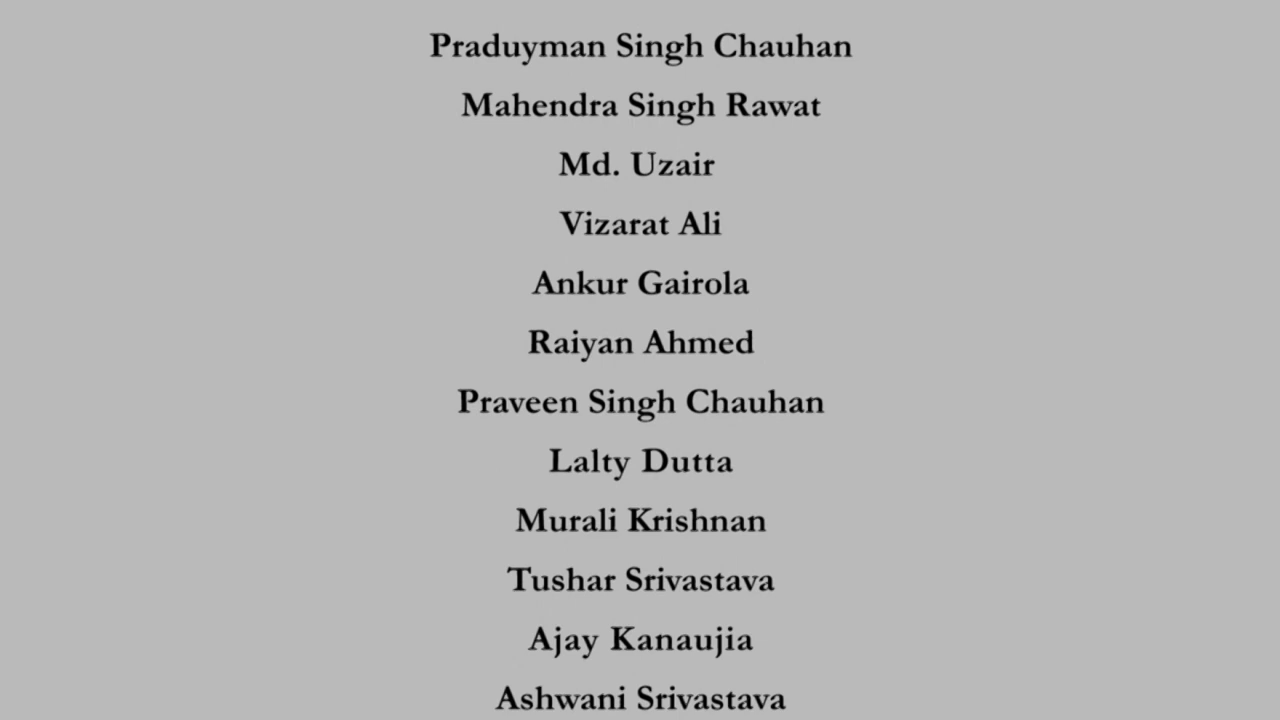 Praduyman Singh Chauhan
Mahendra Singh Rawat
Md. Uzair
Vizarat Ali
Ankur Gairola
Raiyan Ahmed
Praveen Singh Chauhan
Lalty Dutta
Murali Krishnan
Tushar Srivastava
Ajay Kanaujia
Ashwani Srivastava